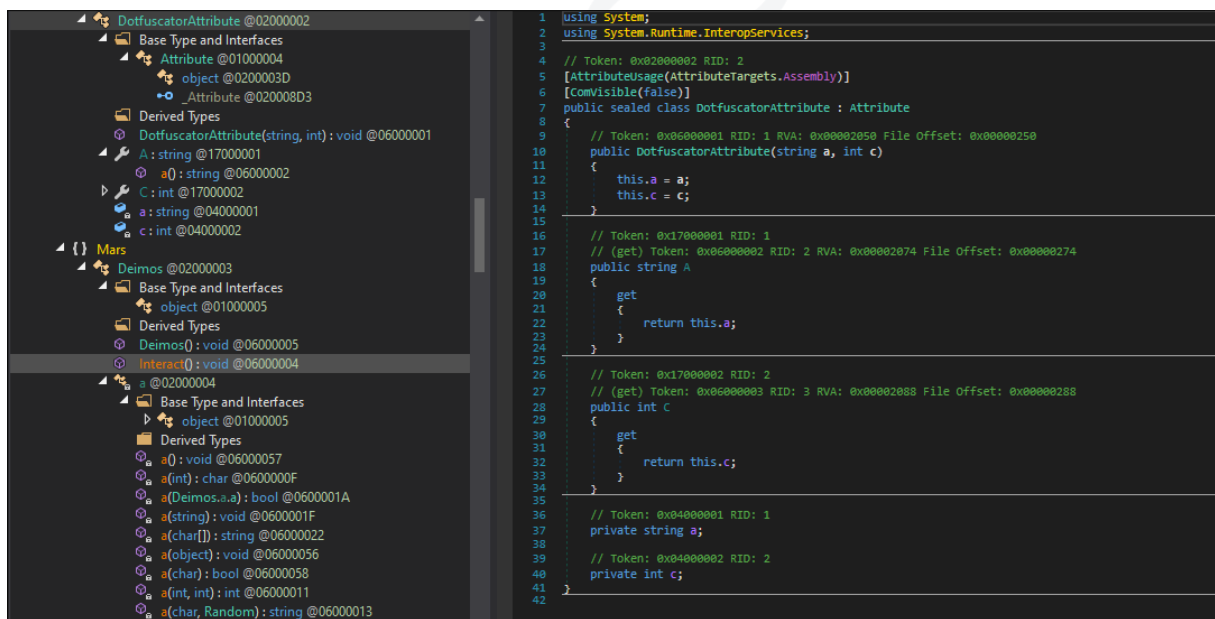 DotfuscatorAttribute @02000002
Base Type and Interfaces
Attribute @01000004
object @0200003D
_Attribute @020008D3
Derived Types
DotfuscatorAttribute(string, int) : void @06000001
A : string @17000001
a() : string @06000002
C : int @17000002
a : string @04000001
c : int @04000002
{ } Mars
Deimos @02000003
Base Type and Interfaces
object @01000005
Derived Types
Deimos() : void @06000005
Interact() : void @06000004
a @02000004
Base Type and Interfaces
object @01000005
Derived Types
a() : void @06000057
a(int) : char @0600000F
a(Deimos.a.a) : bool @0600001A
a(string) : void @0600001F
a(char[]) : string @06000022
a(object) : void @06000056
a(char) : bool @06000058
a(int, int) : int @06000011
a(char, Random) : string @06000013
1 using System;
2 using System.Runtime.InteropServices;
3
4 // Token: 0x02000002 RID: 2
5 [AttributeUsage(AttributeTargets.Assembly)]
6 [ComVisible(false)]
7 public sealed class DotfuscatorAttribute : Attribute
8 {
9 // Token: 0x06000001 RID: 1 RVA: 0x00002050 File Offset: 0x00000250
10 public DotfuscatorAttribute(string a, int c)
11 {
12 this.a = a;
13 this.c = c;
14 }
15
16 // Token: 0x17000001 RID: 1
17 // (get) Token: 0x06000002 RID: 2 RVA: 0x00002074 File Offset: 0x00000274
18 public string A
19 {
20 get
21 {
22 return this.a;
23 }
24 }
25
26 // Token: 0x17000002 RID: 2
27 // (get) Token: 0x06000003 RID: 3 RVA: 0x00002088 File Offset: 0x00000288
28 public int C
29 {
30 get
31 {
32 return this.c;
33 }
34 }
35
36 // Token: 0x04000001 RID: 1
37 private string a;
38
39 // Token: 0x04000002 RID: 2
40 private int c;
41 }
42